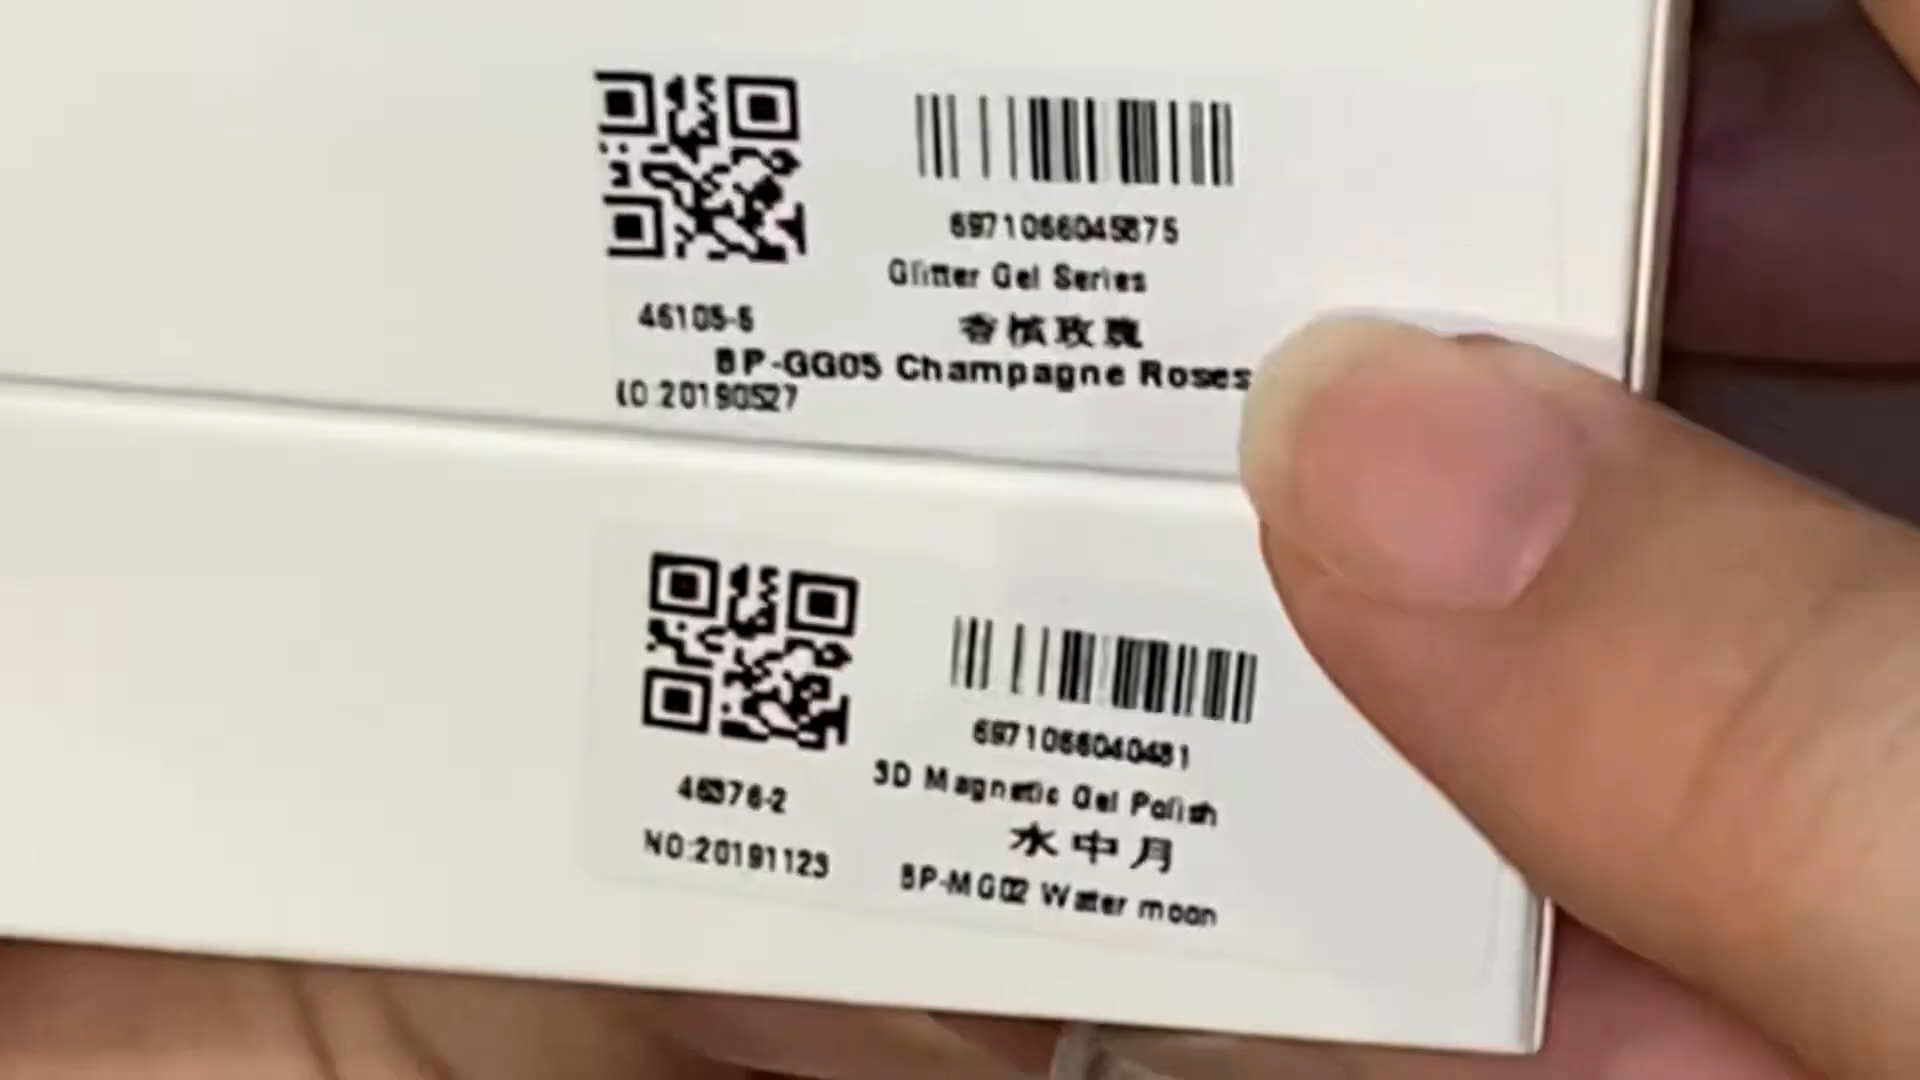 6971066045875
Glitter Gel Series
46105-5
香槟玫瑰
BP-GG05 Champagne Roses
NO:20190527
6971066040481
3D Magnetic Gel Polish
46376-2
水中月
NO:20191123
BP-MG02 Water moon